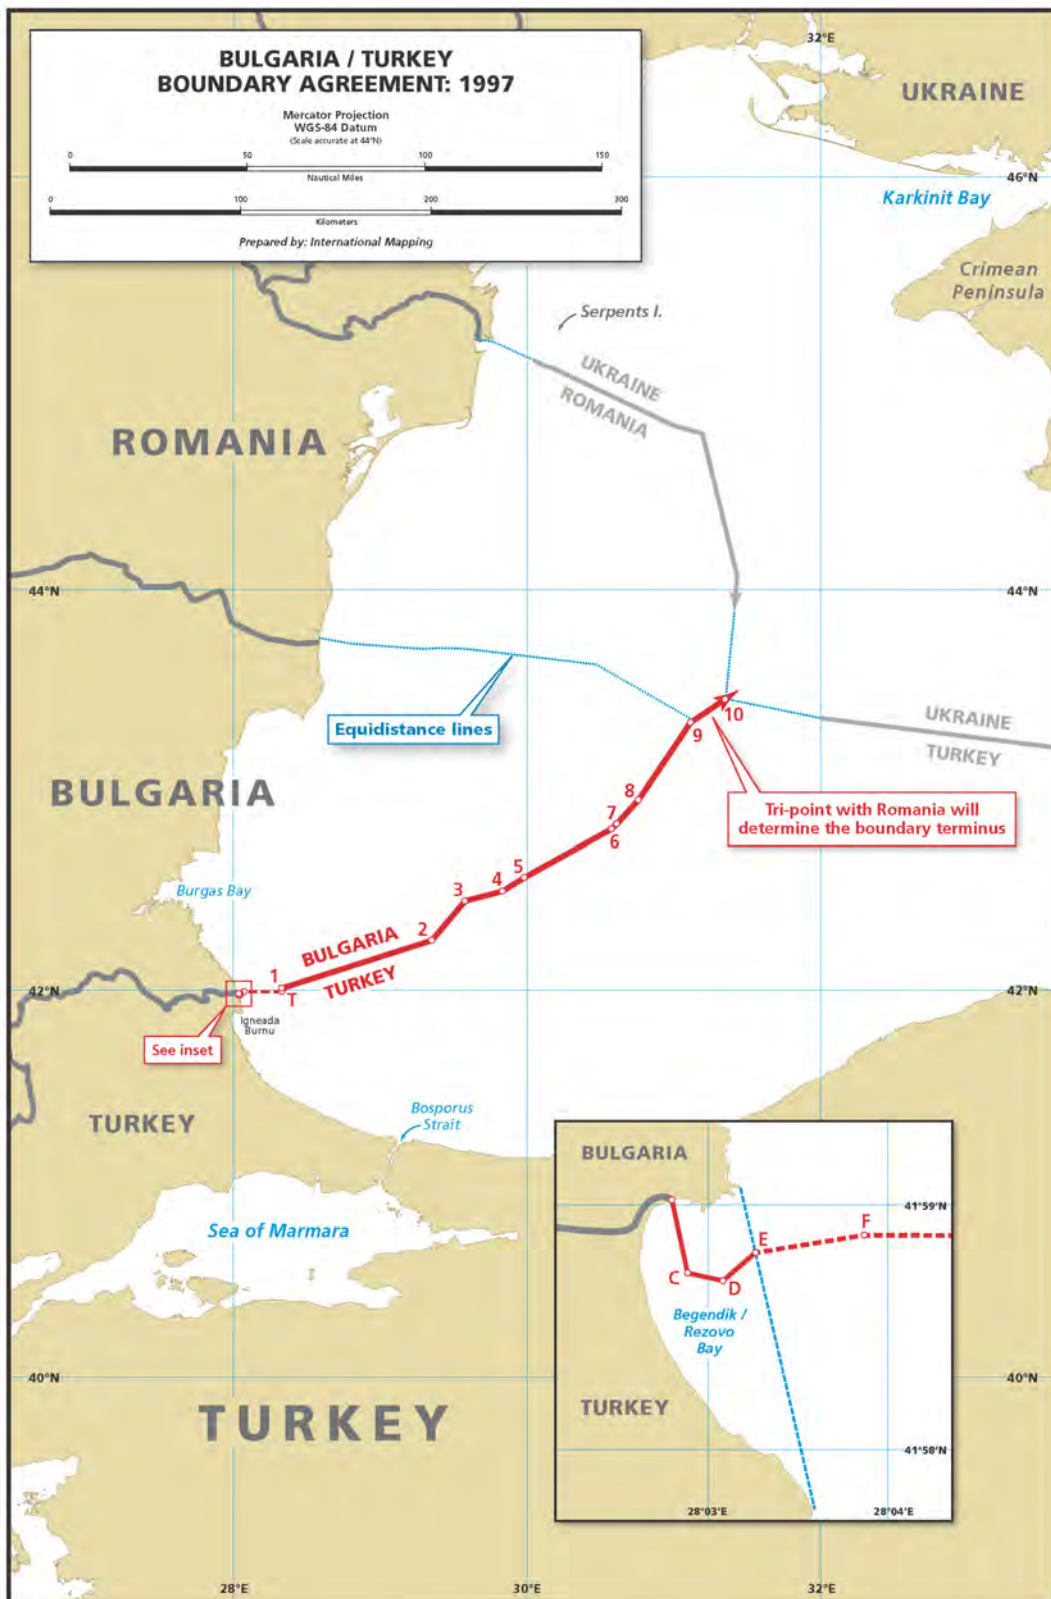 BULGARIA / TURKEY
BOUNDARY AGREEMENT: 1997
Mercator Projection
WGS-84 Datum
(Scale accurate at 44°N)
0 50 100 150
Nautical Miles
0 100 200 300
Kilometers
Prepared by: International Mapping
32°E
UKRAINE
46°N
Karkinit Bay
Crimean
Peninsula
Serpents I.
UKRAINE
ROMANIA
ROMANIA
44°N
44°N
Equidistance lines
10
9
UKRAINE
TURKEY
BULGARIA
8
7
6
Tri-point with Romania will
determine the boundary terminus
5
4
3
2
Burgas Bay
BULGARIA
TURKEY
1
T
42°N
42°N
Igneada
Burnu
See inset
TURKEY
Bosporus
Strait
Sea of Marmara
BULGARIA
41°59'N
F
E
C
D
Begendik /
Rezovo
Bay
TURKEY
41°58'N
28°03'E
28°04'E
40°N
40°N
TURKEY
28°E
30°E
32°E